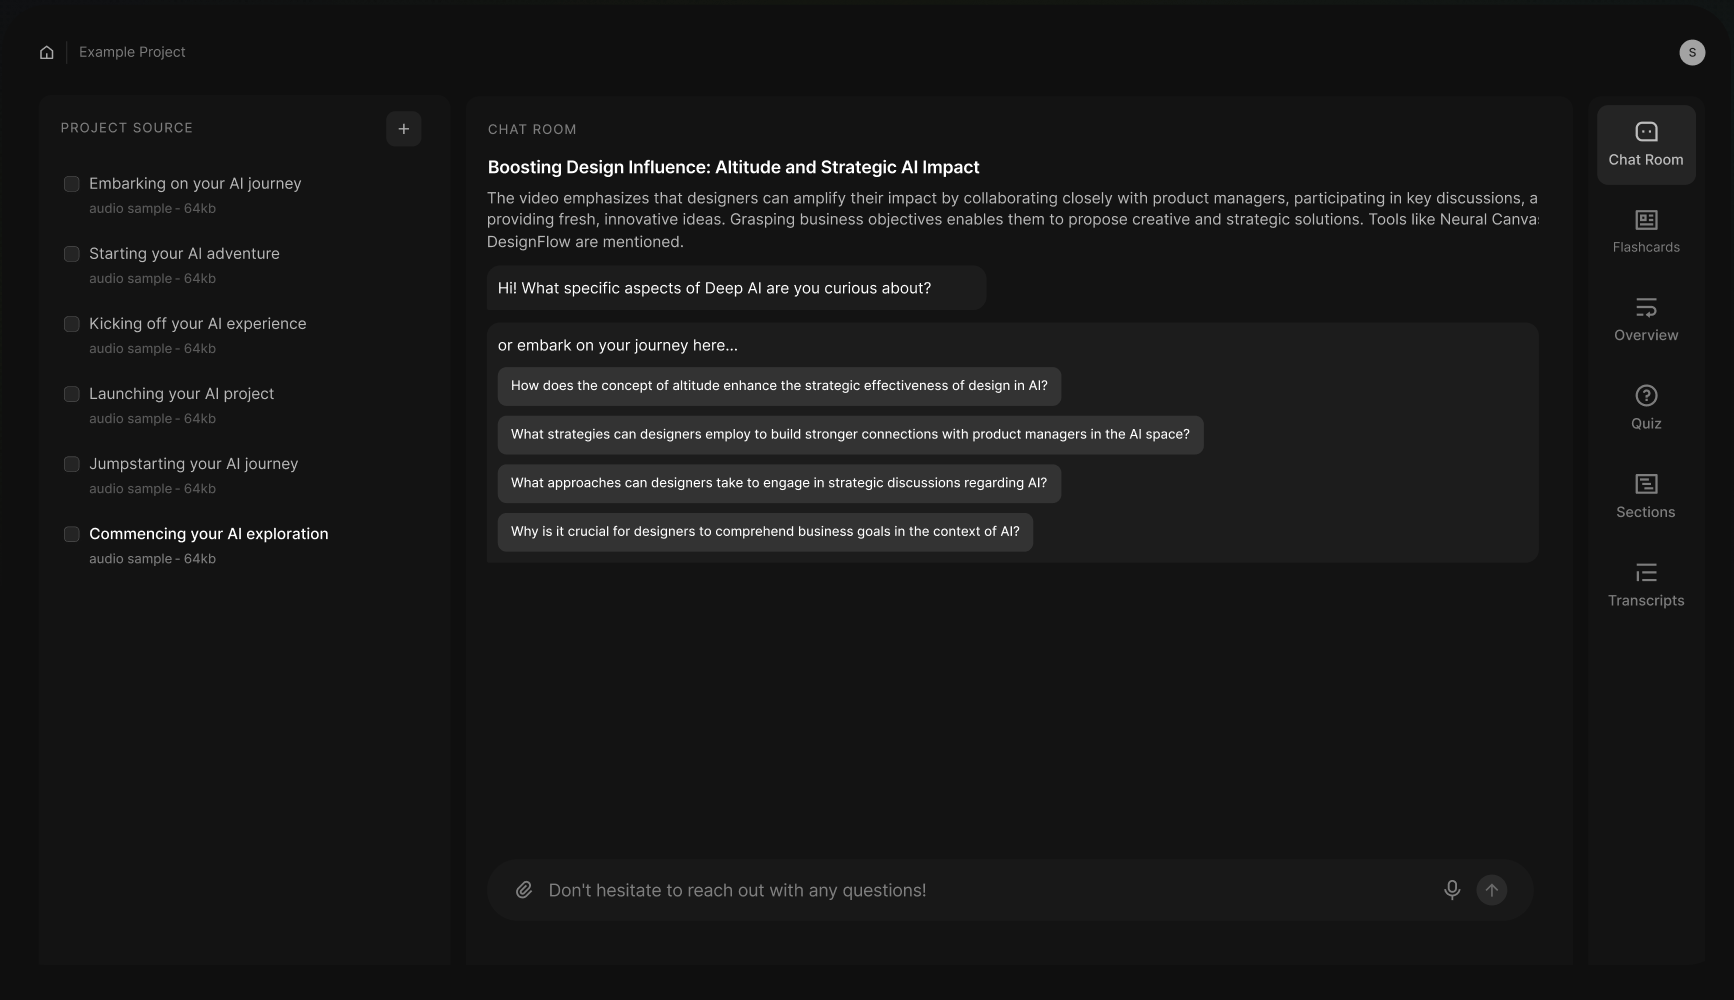 Example Project
S
PROJECT SOURCE
+
Embarking on your AI journey
audio sample - 64kb
Starting your AI adventure
audio sample - 64kb
Kicking off your AI experience
audio sample - 64kb
Launching your AI project
audio sample - 64kb
Jumpstarting your AI journey
audio sample - 64kb
Commencing your AI exploration
audio sample - 64kb
CHAT ROOM
Boosting Design Influence: Altitude and Strategic AI Impact
The video emphasizes that designers can amplify their impact by collaborating closely with product managers, participating in key discussions, a
providing fresh, innovative ideas. Grasping business objectives enables them to propose creative and strategic solutions. Tools like Neural Canvas
DesignFlow are mentioned.
Hi! What specific aspects of Deep AI are you curious about?
or embark on your journey here...
How does the concept of altitude enhance the strategic effectiveness of design in AI?
What strategies can designers employ to build stronger connections with product managers in the AI space?
What approaches can designers take to engage in strategic discussions regarding AI?
Why is it crucial for designers to comprehend business goals in the context of AI?
Don't hesitate to reach out with any questions!
Chat Room
Flashcards
Overview
Quiz
Sections
Transcripts